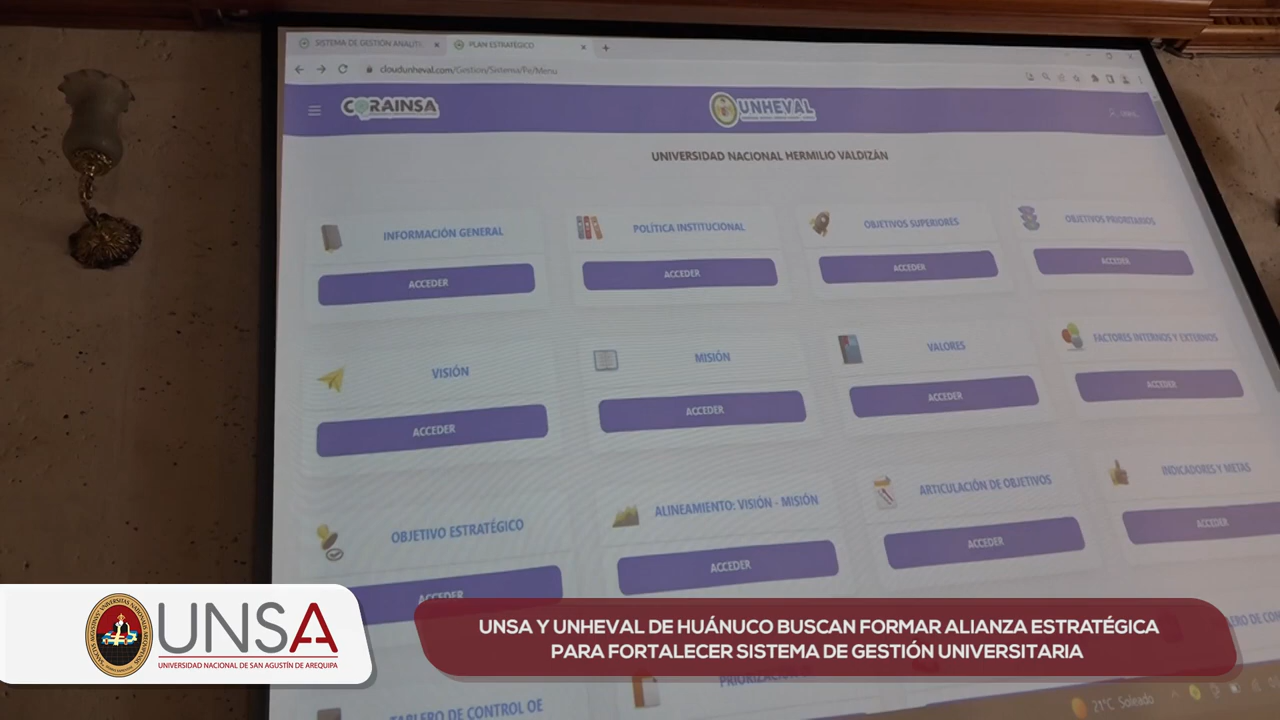 SISTEMA DE GESTIÓN ANALÍTI
PLAN ESTRATÉGICO
cloudunheval.com/Gestion/Sistema/Pe/Menu
CORAINSA
UNHEVAL
UNIVERSIDAD NACIONAL HERMILIO VALDIZÁN
INFORMACIÓN GENERAL
POLÍTICA INSTITUCIONAL
OBJETIVOS SUPERIORES
OBJETIVOS PRIORITARIOS
ACCEDER
ACCEDER
ACCEDER
ACCEDER
VISIÓN
MISIÓN
VALORES
FACTORES INTERNOS Y EXTERNOS
ACCEDER
ACCEDER
ACCEDER
ACCEDER
OBJETIVO ESTRATÉGICO
ALINEAMIENTO: VISIÓN - MISIÓN
ARTICULACIÓN DE OBJETIVOS
INDICADORES Y METAS
ACCEDER
ACCEDER
ACCEDER
ACCEDER
TABLERO DE CONTROL OE
PRIORIZACIÓN
21°C Soleado
UNSA
UNIVERSIDAD NACIONAL DE SAN AGUSTÍN DE AREQUIPA
UNSA Y UNHEVAL DE HUÁNUCO BUSCAN FORMAR ALIANZA ESTRATÉGICA
PARA FORTALECER SISTEMA DE GESTIÓN UNIVERSITARIA